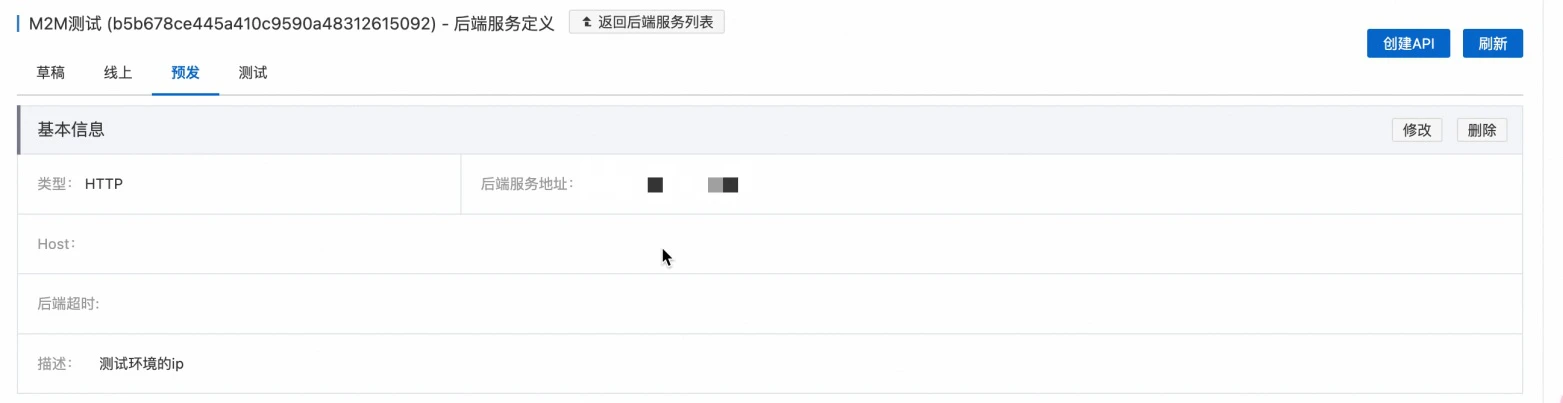 M2M测试 (b5b678ce445a410c9590a48312615092) - 后端服务定义 返回后端服务列表
创建API 刷新
草稿 线上 预发 测试
基本信息 修改 删除
类型： HTTP 后端服务地址：
Host：
后端超时:
描述： 测试环境的ip